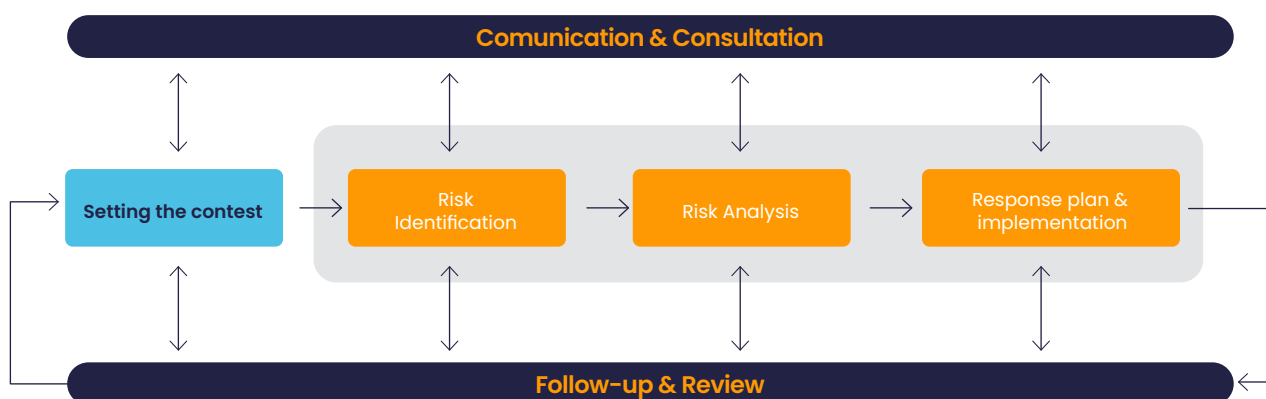 Comunication & Consultation
Setting the contest
Risk
Identification
Risk Analysis
Response plan &
implementation
Follow-up & Review